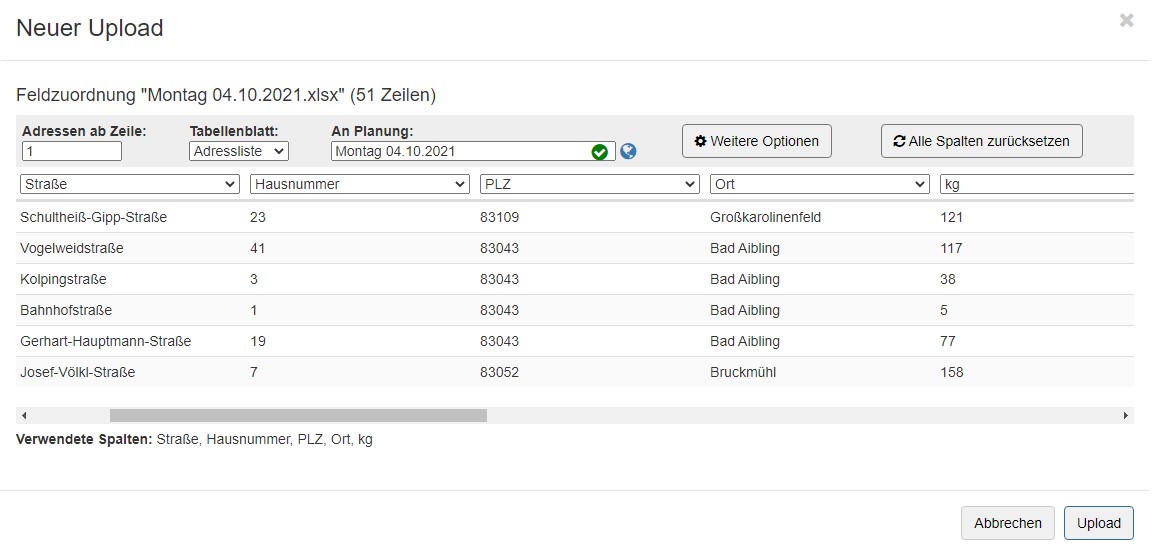 Neuer Upload
×
Feldzuordnung "Montag 04.10.2021.xlsx" (51 Zeilen)
Adressen ab Zeile: Tabellenblatt: An Planung:
1 Adressliste Montag 04.10.2021 Weitere Optionen Alle Spalten zurücksetzen
Straße Hausnummer PLZ Ort kg
Schultheiß-Gipp-Straße 23 83109 Großkarolinenfeld 121
Vogelweidstraße 41 83043 Bad Aibling 117
Kolpingstraße 3 83043 Bad Aibling 38
Bahnhofstraße 1 83043 Bad Aibling 5
Gerhart-Hauptmann-Straße 19 83043 Bad Aibling 77
Josef-Völkl-Straße 7 83052 Bruckmühl 158
Verwendete Spalten: Straße, Hausnummer, PLZ, Ort, kg
Abbrechen Upload